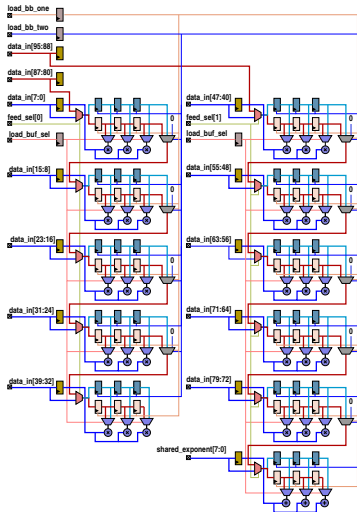 load_bb_one
load_bb_two
data_in[95:88]
data_in[87:80]
data_in[7:0]
feed_sel[0]
load_buf_sel
0
data_in[15:8]
0
data_in[23:16]
0
data_in[31:24]
0
data_in[39:32]
data_in[47:40]
feed_sel[1]
load_buf_sel
0
data_in[55:48]
0
data_in[63:56]
0
data_in[71:64]
0
data_in[79:72]
0
shared_exponent[7:0]